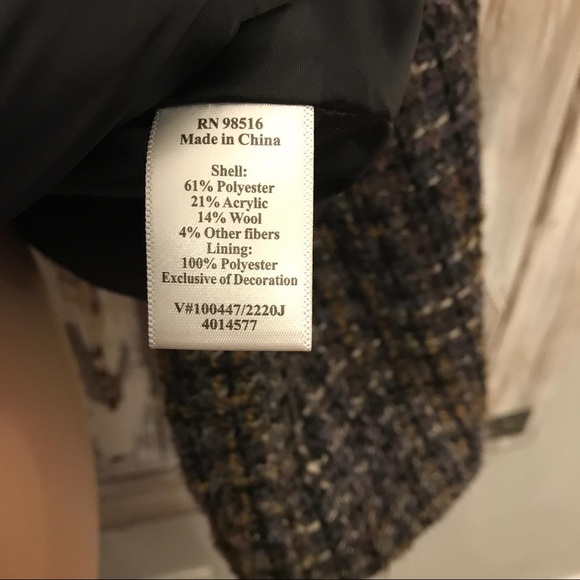 RN 98516
Made in China
Shell:
61% Polyester
21% Acrylic
14% Wool
4% Other fibers
Lining:
100% Polyester
Exclusive of Decoration
V#100447/2220J
4014577